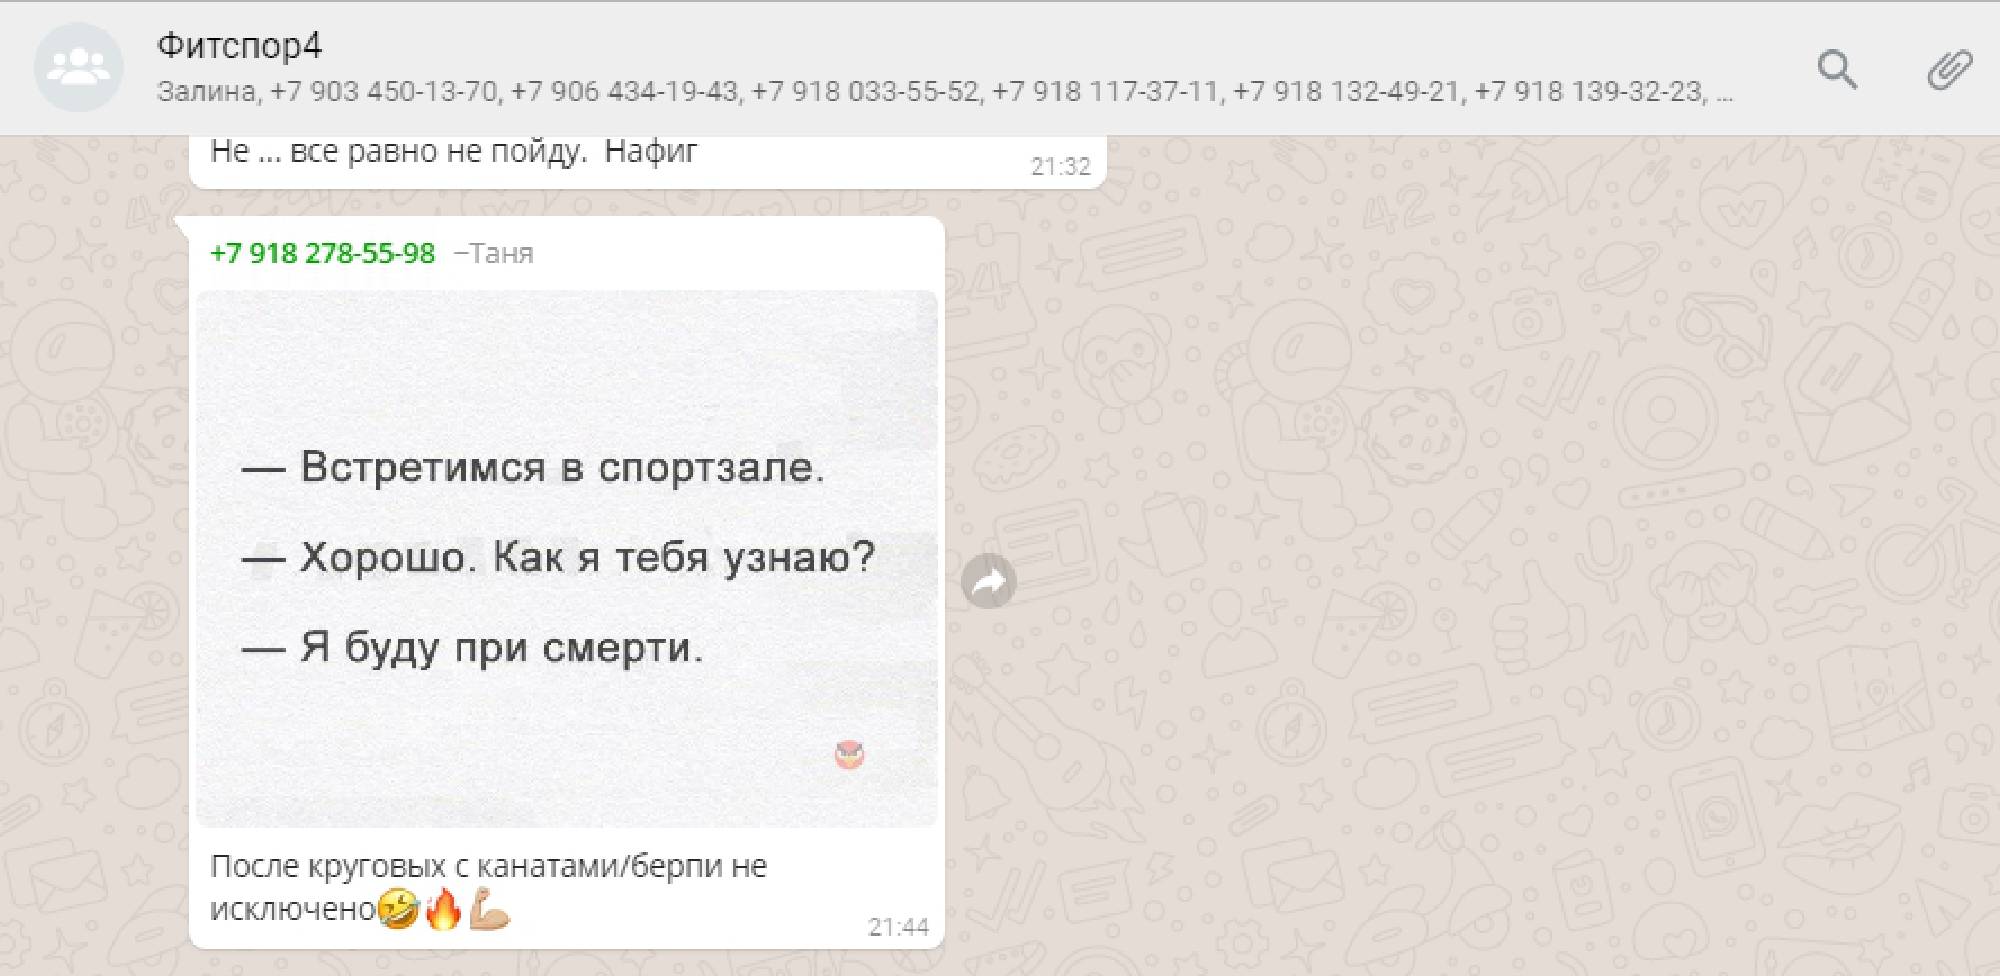 Фитспор4
Залина, +7 903 450-13-70, +7 906 434-19-43, +7 918 033-55-52, +7 918 117-37-11, +7 918 132-49-21, +7 918 139-32-23, ...
Не ... все равно не пойду. Нафиг
21:32
+7 918 278-55-98 ~Таня
— Встретимся в спортзале.
— Хорошо. Как я тебя узнаю?
— Я буду при смерти.
После круговых с канатами/берпи не
исключено🤣🔥💪🏼
21:44